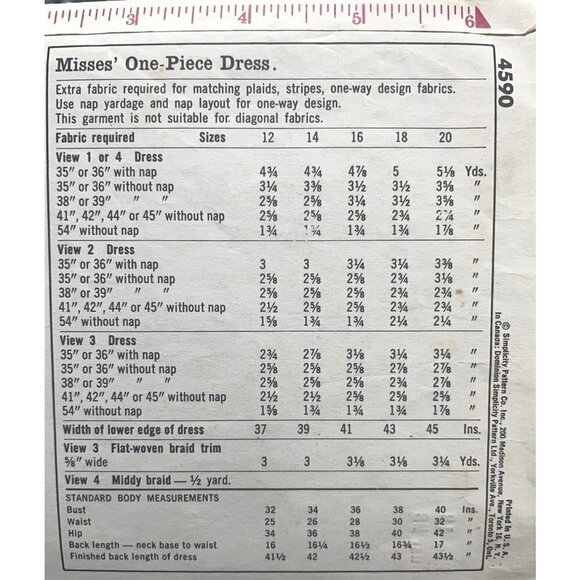 3 4 5 6
Misses' One-Piece Dress.
Extra fabric required for matching plaids, stripes, one-way design fabrics.
Use nap yardage and nap layout for one-way design.
This garment is not suitable for diagonal fabrics.
Fabric required Sizes 12 14 16 18 20
View 1 or 4 Dress
35" or 36" with nap 4¾ 4¾ 4⅞ 5 5⅛ Yds.
35" or 36" without nap 3¼ 3⅜ 3½ 3½ 3⅝ "
38" or 39" " " 2⅝ 2⅝ 3½ 3½ 3⅝ "
41", 42", 44" or 45" without nap 2⅝ 2⅝ 2⅝ 2¾ 2¾ "
54" without nap 1¾ 1¾ 1¾ 1¾ 1⅞ "
View 2 Dress
35" or 36" with nap 3 3 3¼ 3¼ 3⅜ "
35" or 36" without nap 2⅝ 2⅝ 2⅝ 2¾ 3⅛ "
38" or 39" " " 2⅝ 2⅝ 2⅝ 2¾ 2¾ "
41", 42", 44" or 45" without nap 2½ 2⅝ 2⅝ 2¾ 2¾ "
54" without nap 1⅝ 1¾ 1¾ 2¼ 2¼ "
View 3 Dress
35" or 36" with nap 2¾ 2⅞ 3⅛ 3¼ 3¼ "
35" or 36" without nap 2⅝ 2⅝ 2⅝ 2⅞ 2⅞ "
38" or 39" " " 2⅝ 2⅝ 2⅝ 2¾ 2⅞ "
41", 42", 44" or 45" without nap 2½ 2½ 2⅝ 2⅝ 2⅝ "
54" without nap 1⅝ 1¾ 1¾ 1¾ 1⅞ "
Width of lower edge of dress 37 39 41 43 45 Ins.
View 3 Flat-woven braid trim
⅝" wide 3 3 3⅛ 3⅛ 3¼ Yds.
View 4 Middy braid — ½ yard.
STANDARD BODY MEASUREMENTS
Bust 32 34 36 38 40 Ins.
Waist 25 26 28 30 32 "
Hip 34 36 38 40 42 "
Back length — neck base to waist 16 16¼ 16½ 16¾ 17 "
Finished back length of dress 41½ 42 42½ 43 43½ "
4590
© Simplicity Pattern Co. Inc., 200 Madison Avenue, New York 16, N. Y.
In Canada: Dominion Simplicity Pattern Ltd., Yorkville Ave., Toronto 5, Ont.
Printed in U. S. A.